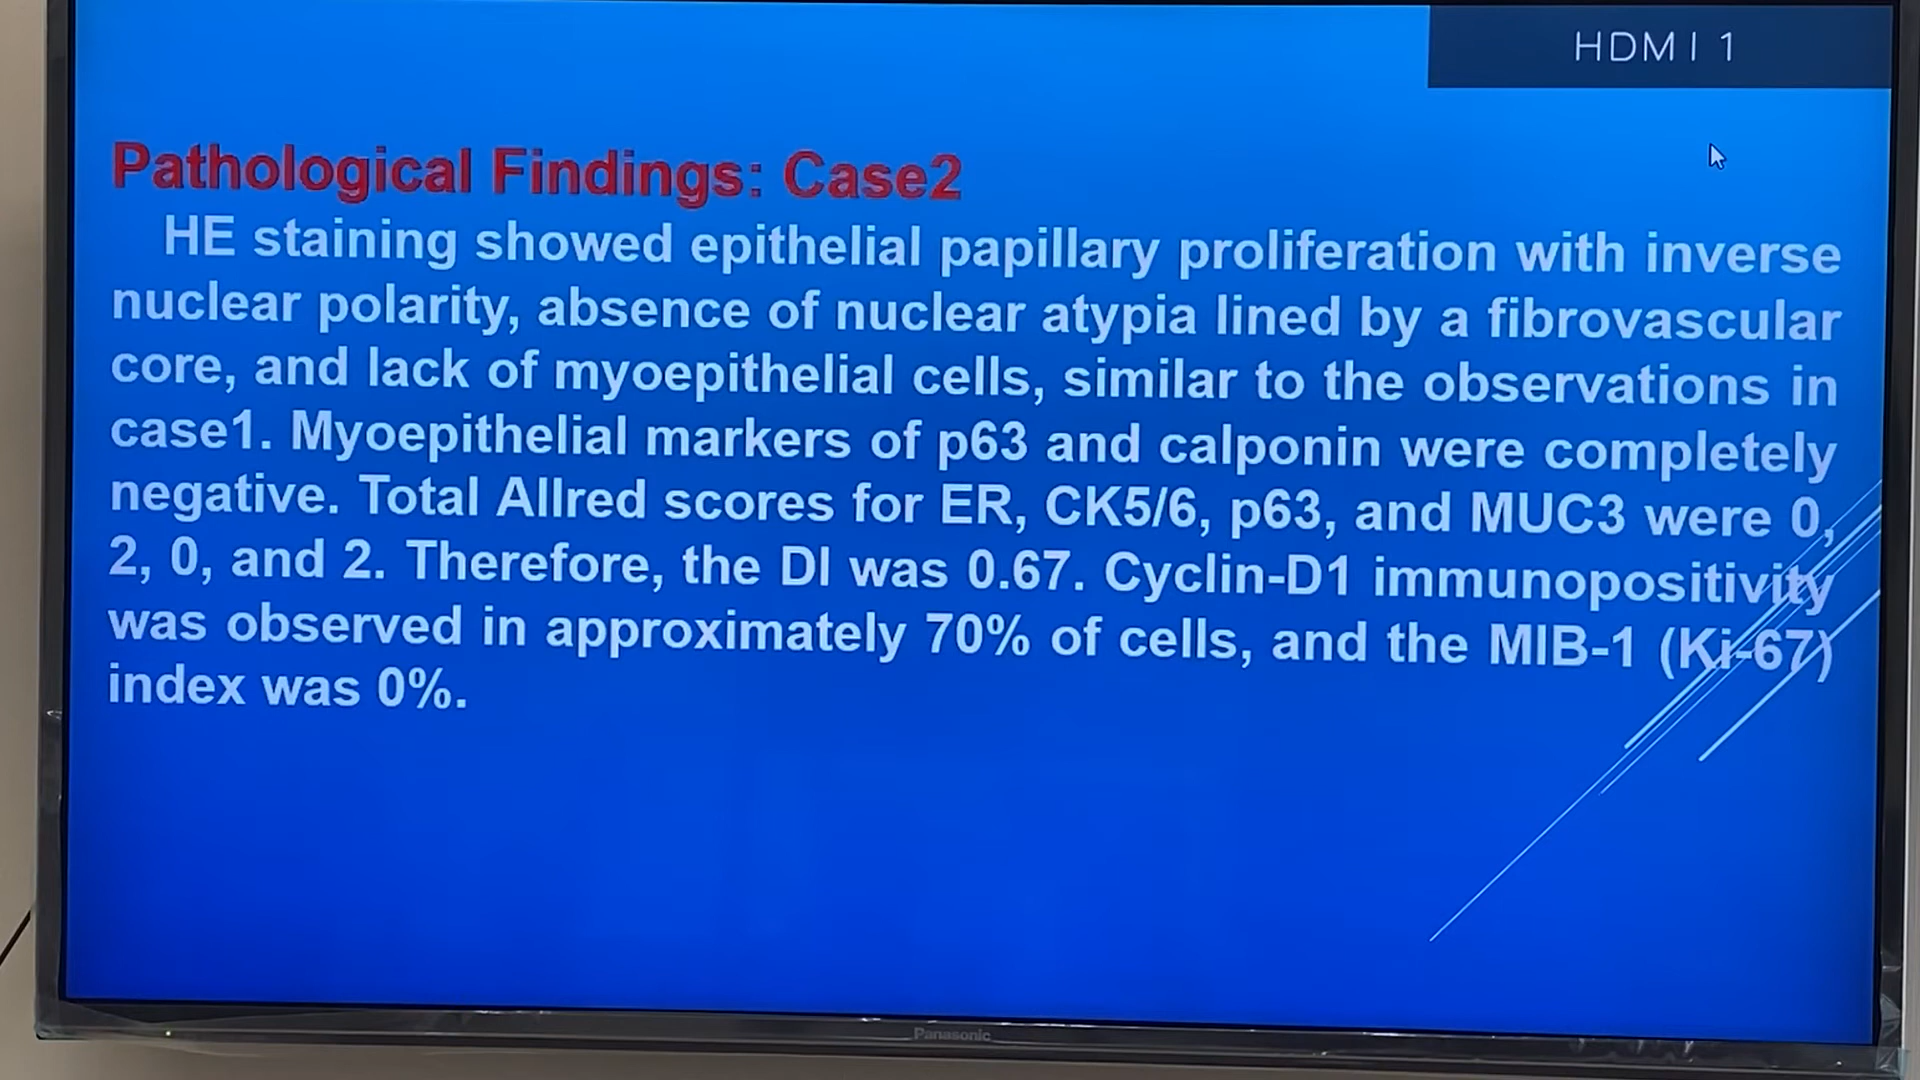 HDMI 1
Pathological Findings: Case2
HE staining showed epithelial papillary proliferation with inverse
nuclear polarity, absence of nuclear atypia lined by a fibrovascular
core, and lack of myoepithelial cells, similar to the observations in
case1. Myoepithelial markers of p63 and calponin were completely
negative. Total Allred scores for ER, CK5/6, p63, and MUC3 were 0,
2, 0, and 2. Therefore, the DI was 0.67. Cyclin-D1 immunopositivity
was observed in approximately 70% of cells, and the MIB-1 (Ki-67)
index was 0%.
Panasonic